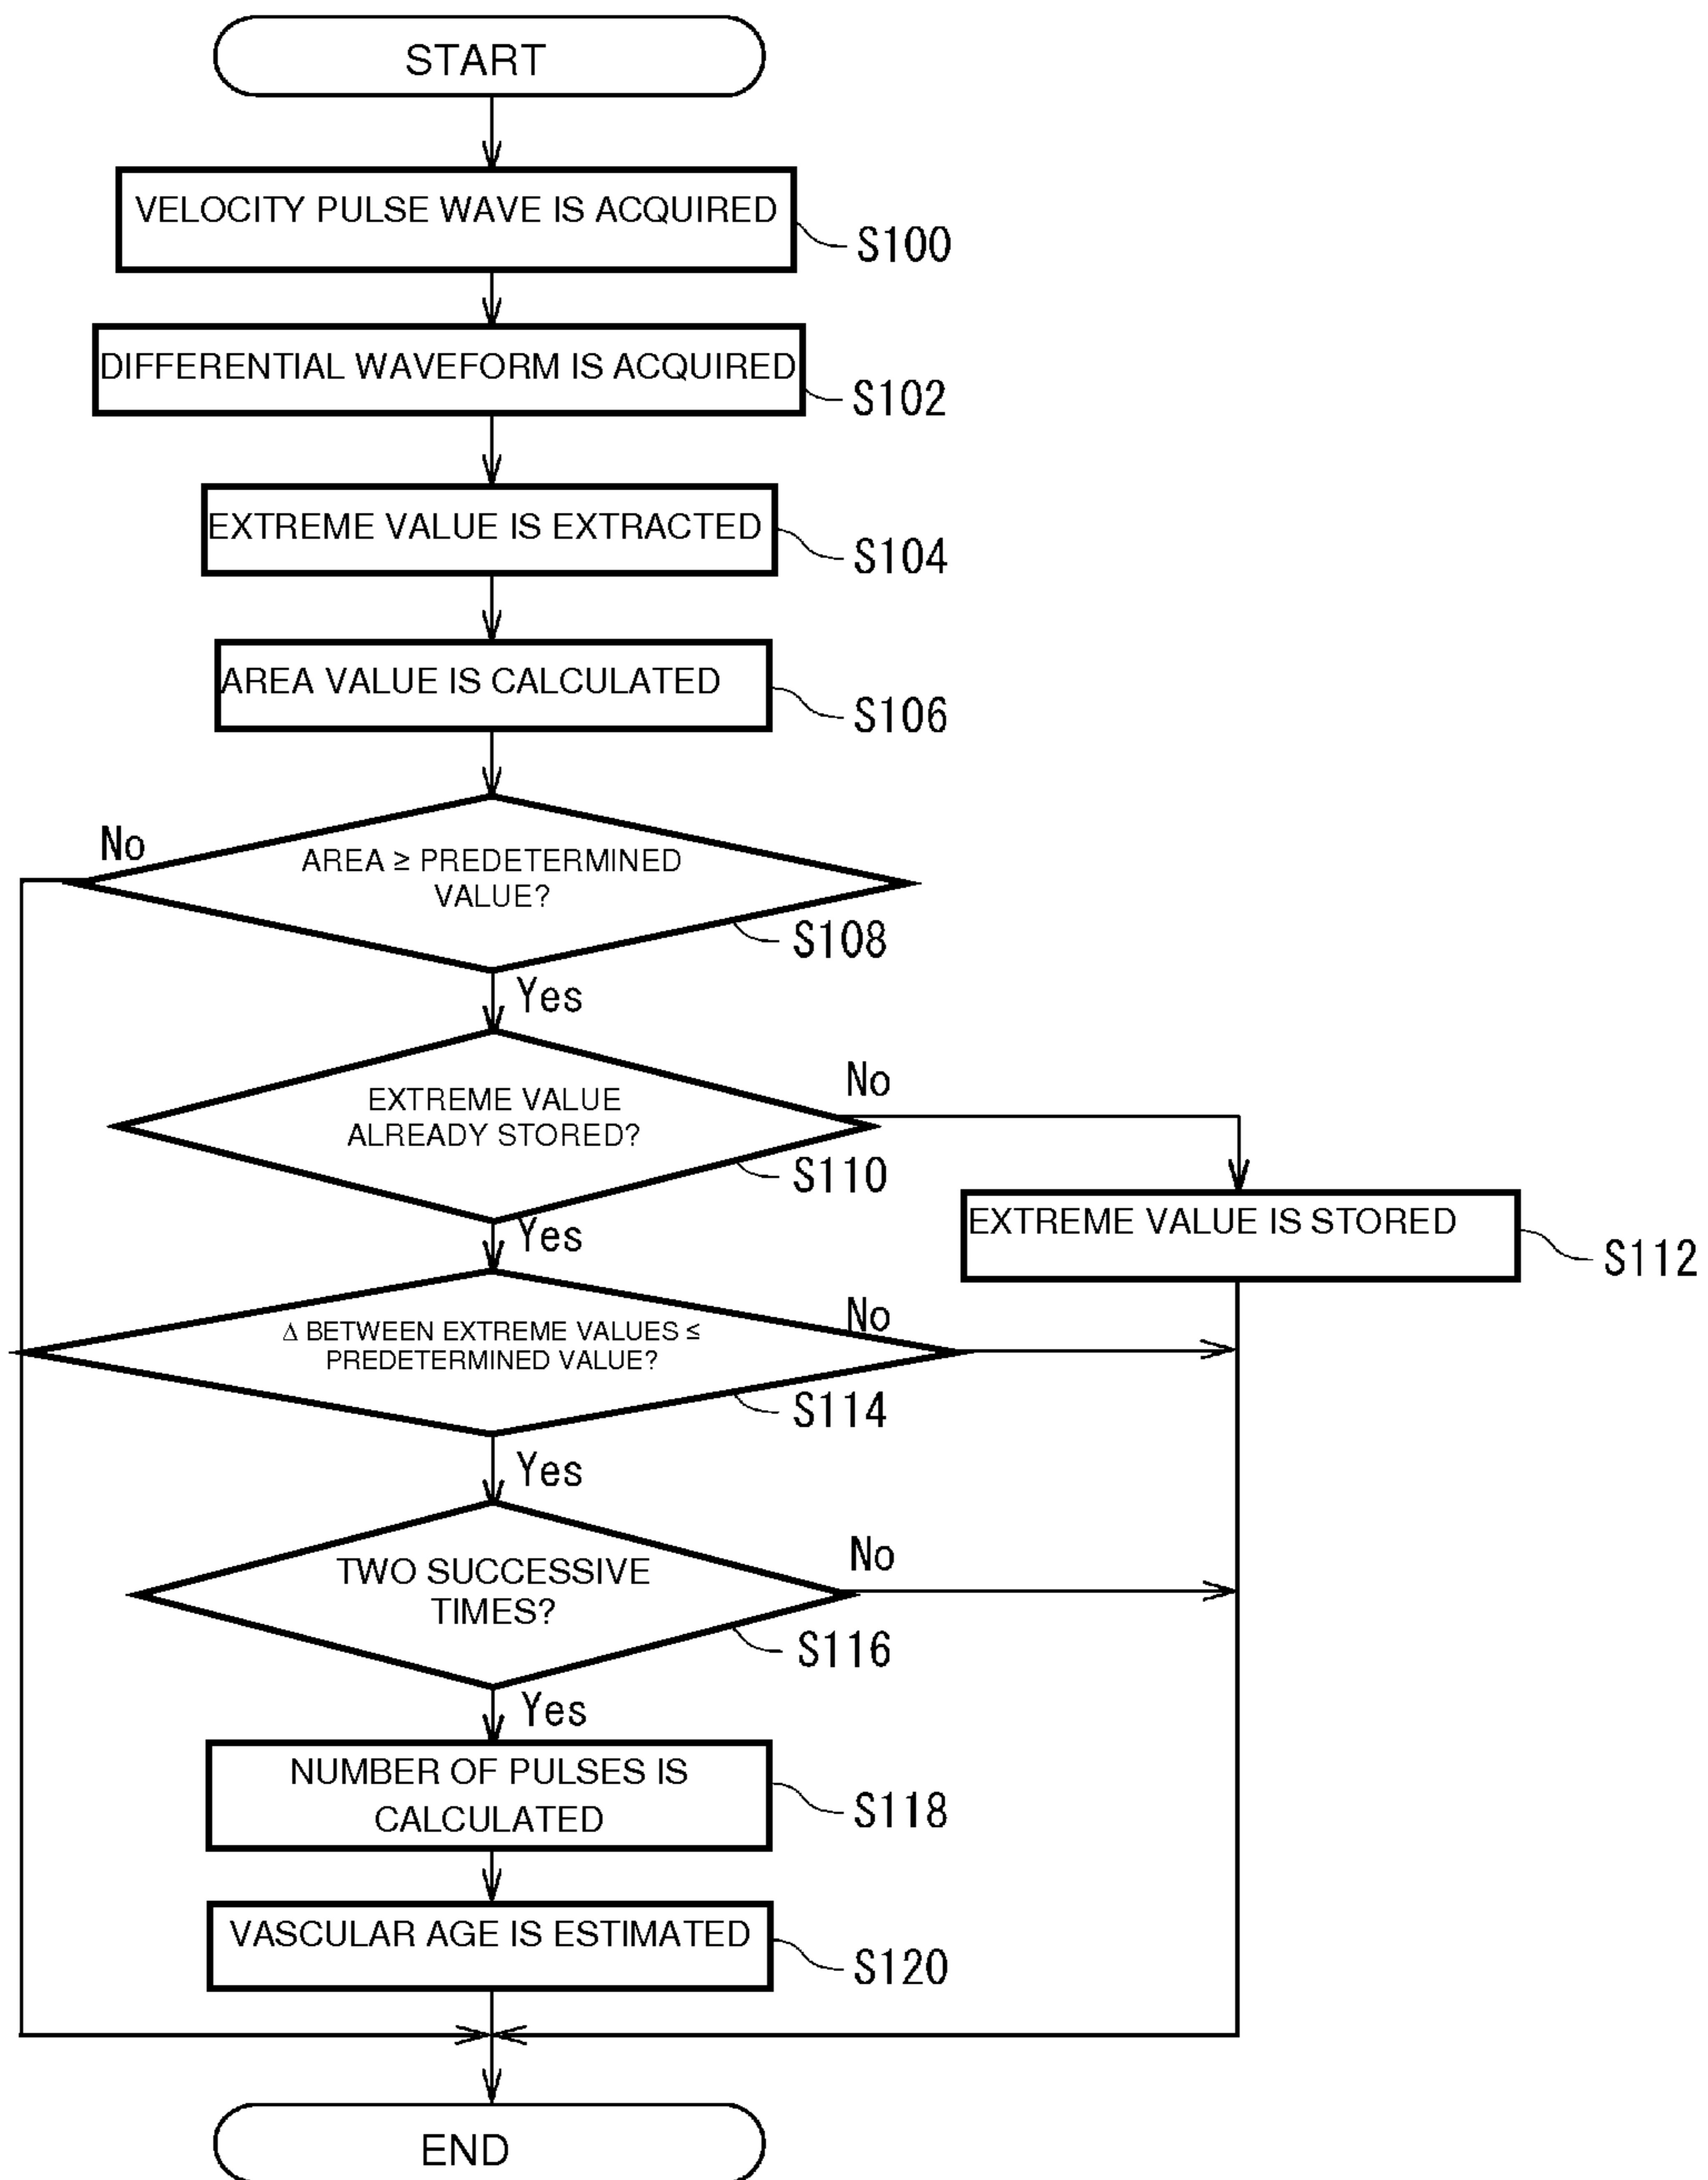 START
VELOCITY PULSE WAVE IS ACQUIRED
S100
DIFFERENTIAL WAVEFORM IS ACQUIRED
S102
EXTREME VALUE IS EXTRACTED
S104
AREA VALUE IS CALCULATED
S106
No
AREA ≥ PREDETERMINED
VALUE?
S108
Yes
EXTREME VALUE
ALREADY STORED?
No
S110
EXTREME VALUE IS STORED
S112
Yes
Δ BETWEEN EXTREME VALUES ≤
PREDETERMINED VALUE?
No
S114
Yes
TWO SUCCESSIVE
TIMES?
No
S116
Yes
NUMBER OF PULSES IS
CALCULATED
S118
VASCULAR AGE IS ESTIMATED
S120
END